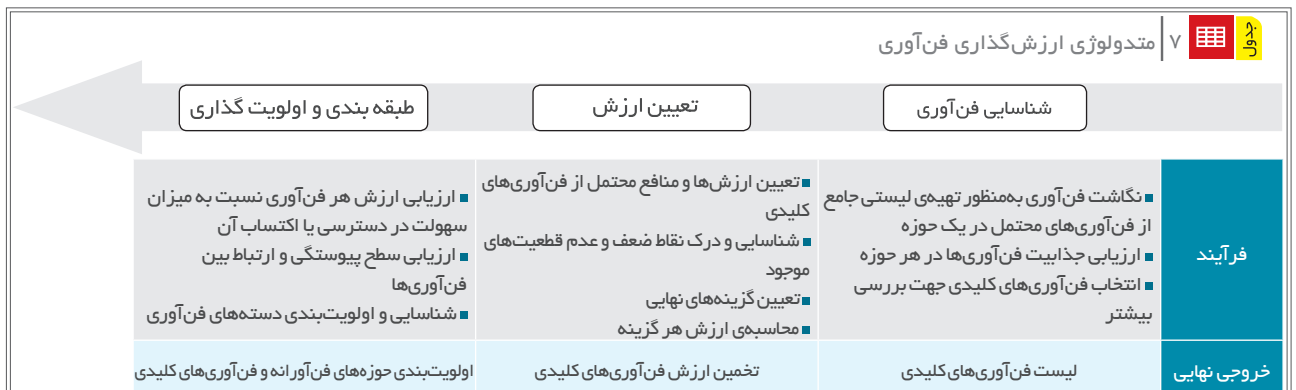 جدول ۷ متدولوژی ارزش‌گذاری فن‌آوری
شناسایی فن‌آوری
تعیین ارزش
طبقه بندی و اولویت گذاری
فرآیند
■ نگاشت فن‌آوری به‌منظور تهیه‌ی لیستی جامع
از فن‌آوری‌های محتمل در یک حوزه
■ ارزیابی جذابیت فن‌آوری‌ها در هر حوزه
■ انتخاب فن‌آوری‌های کلیدی جهت بررسی
بیشتر
■ تعیین ارزش‌ها و منافع محتمل از فن‌آوری‌های
کلیدی
■ شناسایی و درک نقاط ضعف و عدم قطعیت‌های
موجود
■ تعیین گزینه‌های نهایی
■ محاسبه‌ی ارزش هر گزینه
■ ارزیابی ارزش هر فن‌آوری نسبت به میزان
سهولت در دسترسی یا اکتساب آن
■ ارزیابی سطح پیوستگی و ارتباط بین
فن‌آوری‌ها
■ شناسایی و اولویت‌بندی دسته‌های فن‌آوری
خروجی نهایی
لیست فن‌آوری‌های کلیدی
تخمین ارزش فن‌آوری‌های کلیدی
اولویت‌بندی حوزه‌های فن‌آورانه و فن‌آوری‌های کلیدی